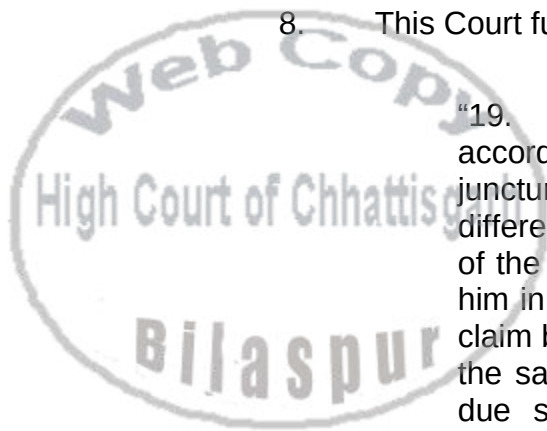 8. This Court fu
“19.
accord
junctur
differe
of the
him in
claim b
the sa
due s
Web Copy
High Court of Chhattisga
Bilaspur